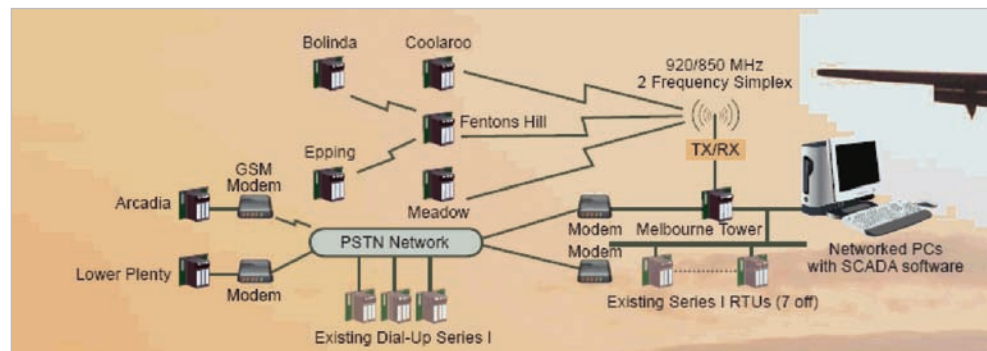 Bolinda
Coolaroo
920/850 MHz
2 Frequency Simplex
Fentons Hill
TX/RX
Epping
GSM
Modem
Arcadia
Meadow
Modem
Melbourne Tower
PSTN Network
Modem
Networked PCs
with SCADA software
Lower Plenty
Modem
Existing Series I RTUs (7 off)
Existing Dial-Up Series I